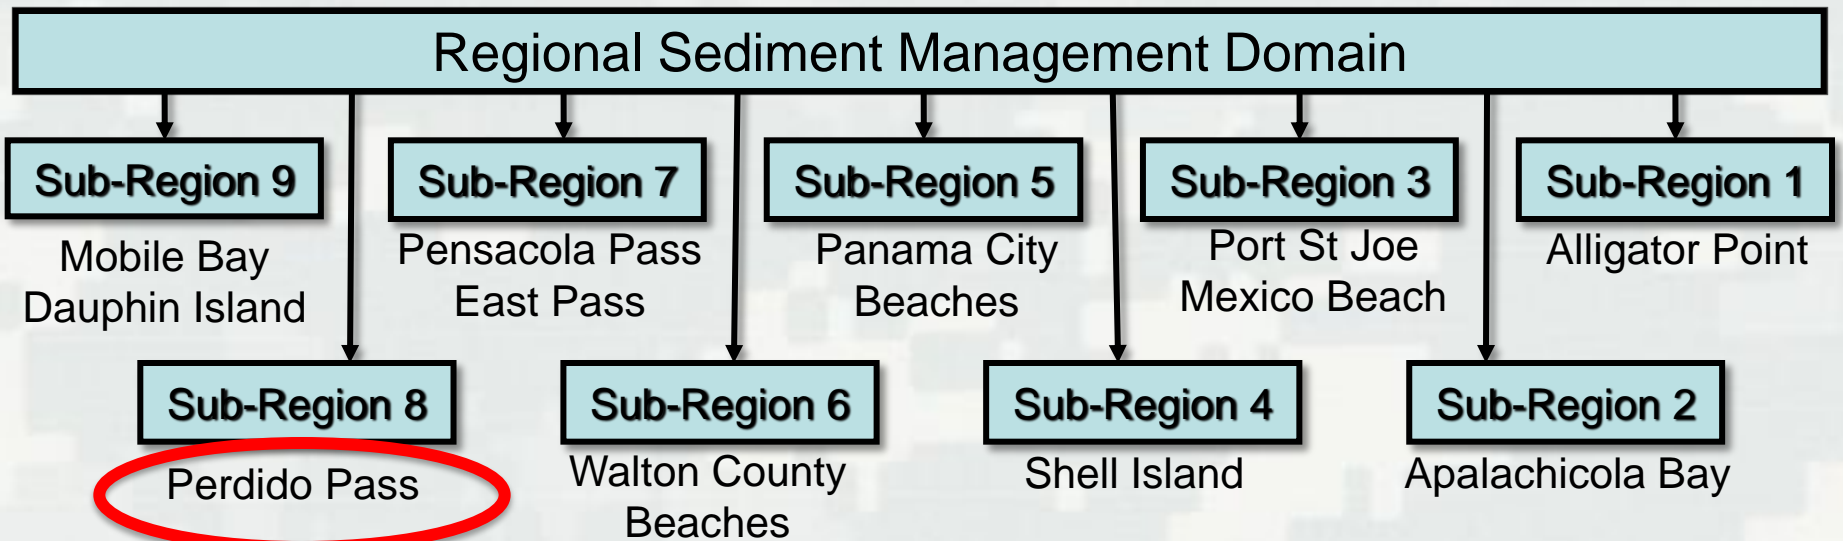 Regional Sediment Management Domain
Sub-Region 9
Sub-Region 7
Sub-Region 5
Sub-Region 3
Sub-Region 1
Mobile Bay
Dauphin Island
Pensacola Pass
East Pass
Panama City
Beaches
Port St Joe
Mexico Beach
Alligator Point
Sub-Region 8
Sub-Region 6
Sub-Region 4
Sub-Region 2
Perdido Pass
Walton County
Beaches
Shell Island
Apalachicola Bay